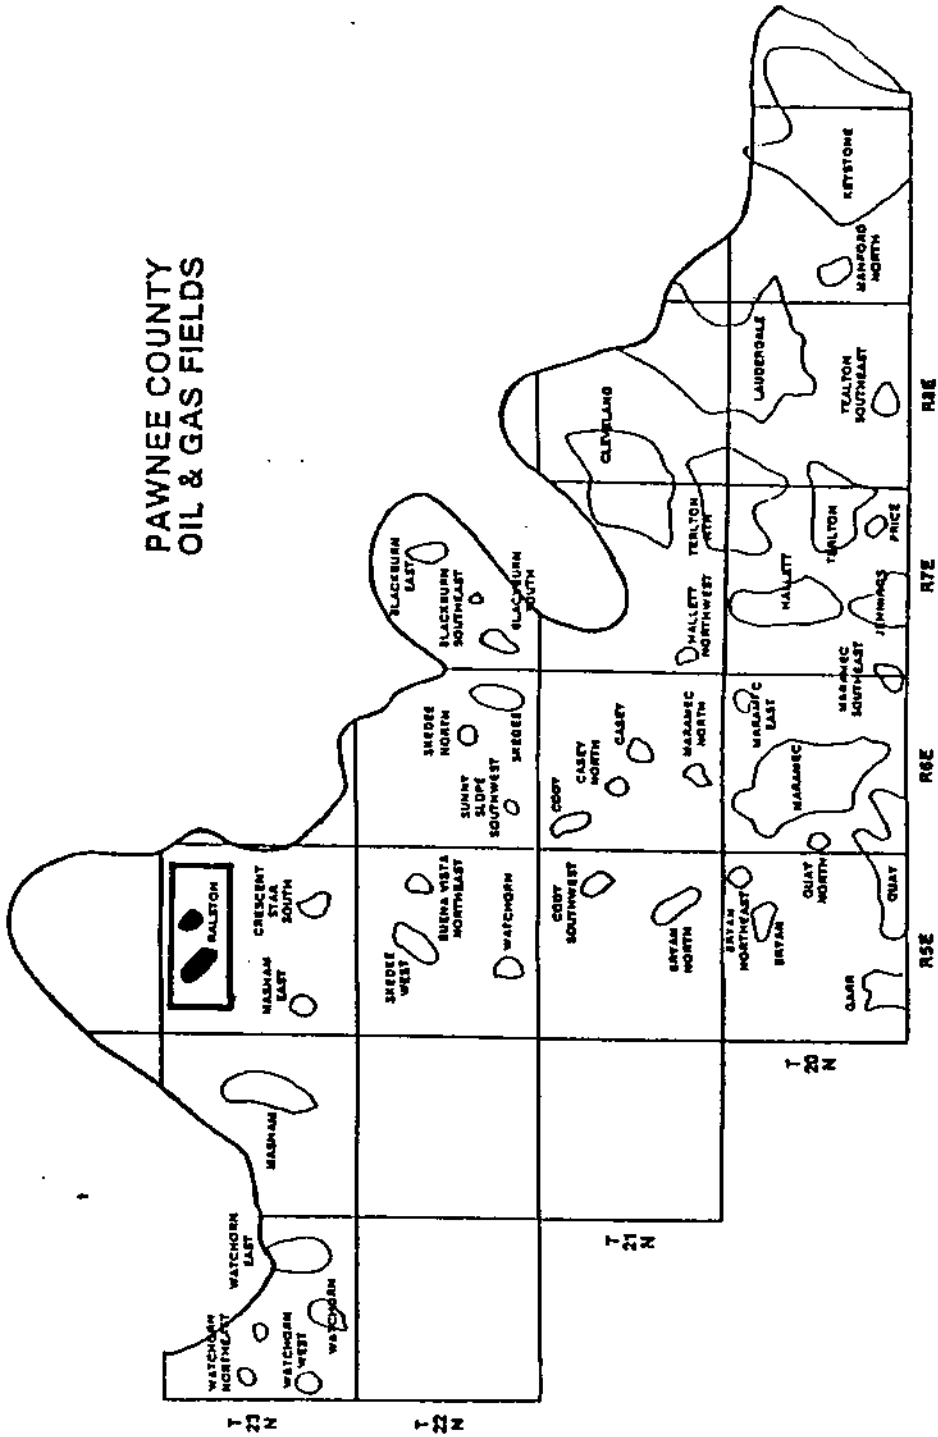 PAWNEE COUNTY
OIL & GAS FIELDS
T
23
N
WATCHORN
NORTHEAST
WATCHORN
WEST
WATCHORN
WATCHORN
EAST
MASHAM
MASHAM
EAST
RALSTON
CRESCENT
STAR
SOUTH
T
22
N
SKEDEE
WEST
BUENA VISTA
NORTHEAST
WATCHORN
SUNNY
SLOPE
SOUTHWEST
SKEDEE
NORTH
SKEDEE
BLACKBURN
EAST
BLACKBURN
SOUTHEAST
BLACKBURN
SOUTH
T
21
N
CODY
SOUTHWEST
BRYAN
NORTH
CODY
CASEY
NORTH
CASEY
MARAMEC
NORTH
HALLETT
NORTHWEST
TERLTON
CLEVELAND
T
20
N
GARR
BRYAN
NORTHEAST
BRYAN
QUAY
NORTH
QUAY
MARAMEC
MARAMEC
EAST
MARAMEC
SOUTHEAST
HALLETT
JENNINGS
TERLTON
PRICE
LAUDERDALE
TEALTON
SOUTHEAST
MANFORD
NORTH
KEYSTONE
R5E
R6E
R7E
R8E